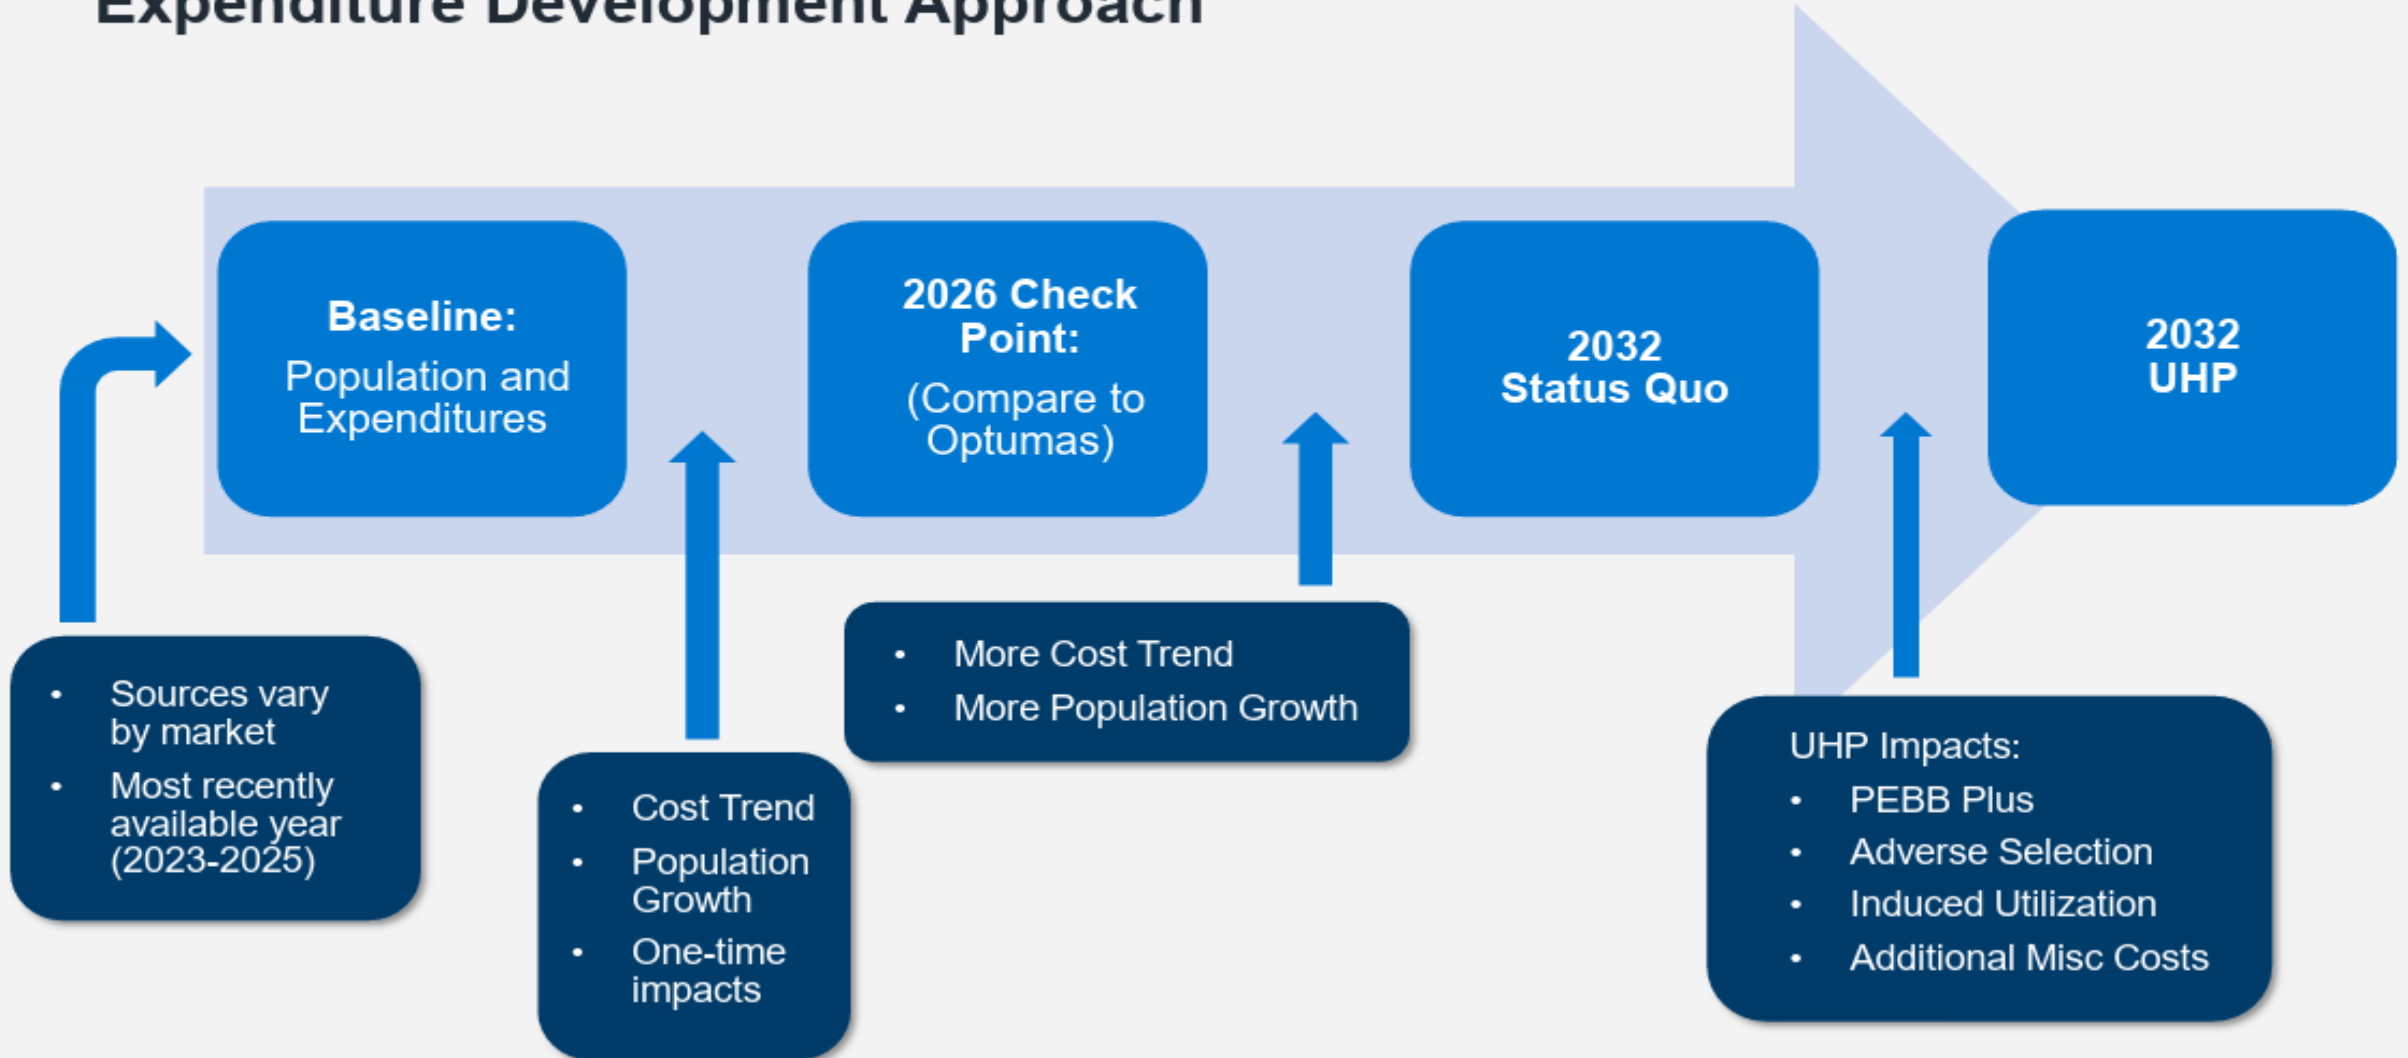 Expenditure Development Approach
Baseline:
Population and
Expenditures
2026 Check
Point:
(Compare to
Optumas)
2032
Status Quo
2032
UHP
• Sources vary
by market
• Most recently
available year
(2023-2025)
• Cost Trend
• Population
Growth
• One-time
impacts
• More Cost Trend
• More Population Growth
UHP Impacts:
• PEBB Plus
• Adverse Selection
• Induced Utilization
• Additional Misc Costs